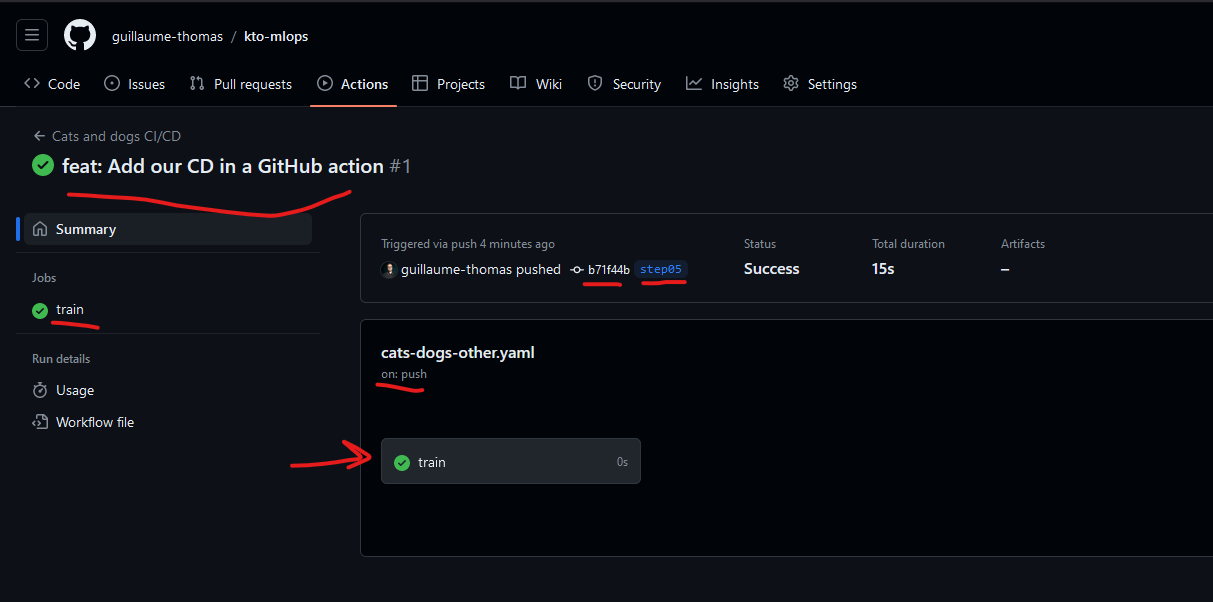 guillaume-thomas / kto-mlops
Code Issues Pull requests Actions Projects Wiki Security Insights Settings
← Cats and dogs CI/CD
feat: Add our CD in a GitHub action #1
Summary
Jobs
train
Run details
Usage
Workflow file
Triggered via push 4 minutes ago
guillaume-thomas pushed b71f44b step05
Status
Success
Total duration
15s
Artifacts
–
cats-dogs-other.yaml
on: push
train 0s